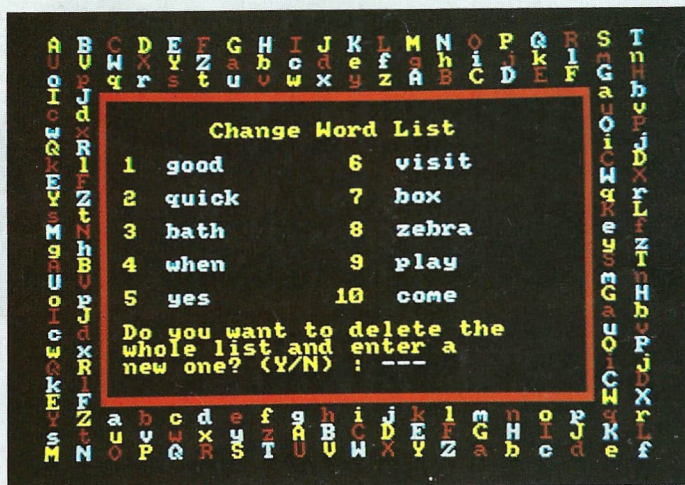 A B C D E F G H I J K L M N O P Q R S T
U V W X Y Z a b c d e f g h i j k l m n
o p q r s t u v w x y z A B C D E F G H
I J a b
c d u v
w x Change Word List O P
Q R i j
k l 1 good 6 visit C D
E F W X
Y Z 2 quick 7 box q r
s t K L
M N 3 bath 8 zebra e f
g h y z
A B 4 when 9 play S T
U V m n
o p 5 yes 10 come G H
I J a b
c d Do you want to delete the u v
w x whole list and enter a O P
Q R new one? (Y/N) : --- i j
k l C D
E F W X
Y Z a b c d e f g h i j k l m n o p q r
s t u v w x y z A B C D E F G H I J K L
M N O P Q R S T U V W X Y Z a b c d e f